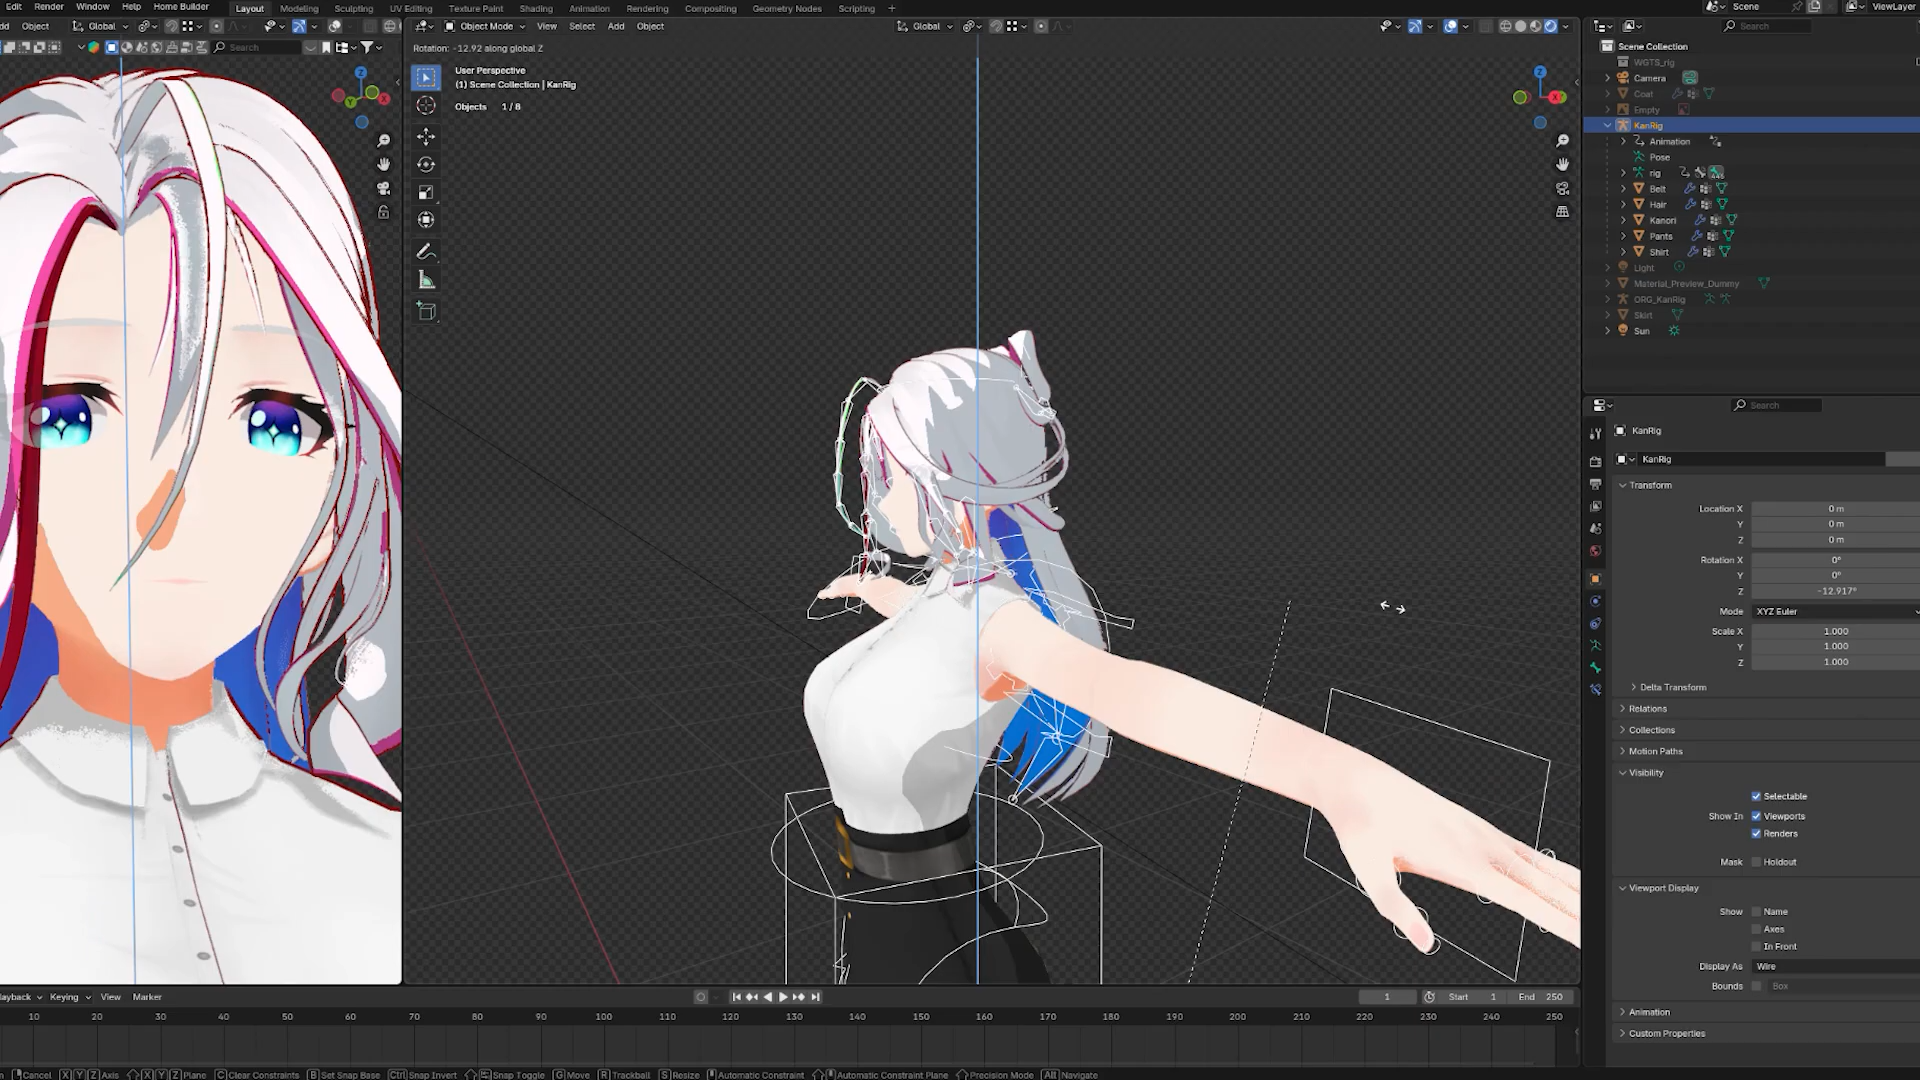 Edit Render Window Help Home Builder Layout Modeling Sculpting UV Editing Texture Paint Shading Animation Rendering Compositing Geometry Nodes Scripting + Scene ViewLayer
Object Global Object Mode View Select Add Object Global Search
Search
Rotation: -12.92 along global Z
User Perspective
(1) Scene Collection | KanRig
Objects 1 / 8
Scene Collection
WGTS_rig
Camera
Coat
Empty
KanRig
Animation
Pose
rig
Belt
Hair
Kanori
Pants
Shirt
Light
Material_Preview_Dummy
ORG_KanRig
Skirt
Sun
Search
KanRig
KanRig
Transform
Location X 0 m
Y 0 m
Z 0 m
Rotation X 0°
Y 0°
Z -12.917°
Mode XYZ Euler
Scale X 1.000
Y 1.000
Z 1.000
Delta Transform
Relations
Collections
Motion Paths
Visibility
Selectable
Show In Viewports
Renders
Mask Holdout
Viewport Display
Show Name
Axes
In Front
Display As Wire
Bounds Box
Animation
Custom Properties
Keying View Marker 1 Start 1 End 250
10 20 30 40 50 60 70 80 90 100 110 120 130 140 150 160 170 180 190 200 210 220 230 240 250
Cancel X Y Z Axis X Y Z Plane C Clear Constraints B Set Snap Base Ctrl Snap Invert Snap Toggle G Move R Trackball S Resize Automatic Constraint Automatic Constraint Plane Precision Mode Alt Navigate